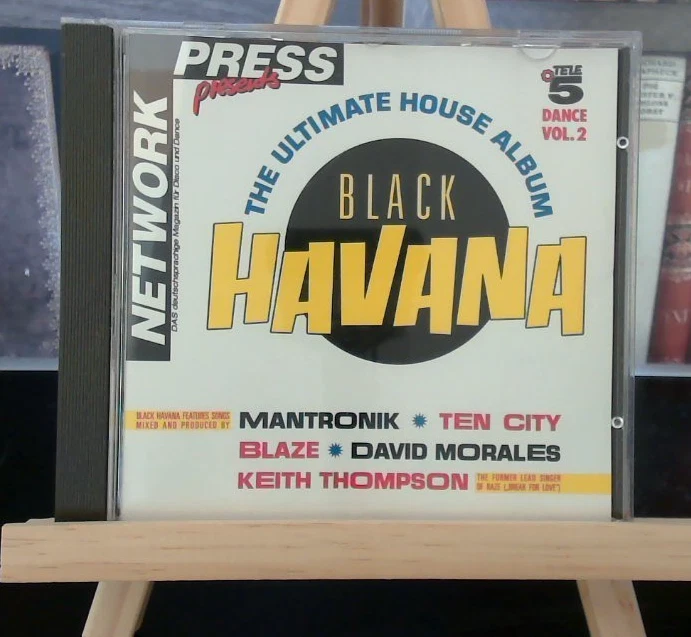 NETWORK
PRESS
presents
DAS deutschsprachige Magazin für Disco und Dance
TELE
5
DANCE
VOL. 2
THE ULTIMATE HOUSE ALBUM
BLACK
HAVANA
BLACK HAVANA FEATURES SONGS
MIXED AND PRODUCED BY
MANTRONIK * TEN CITY
BLAZE * DAVID MORALES
KEITH THOMPSON
THE FORMER LEAD SINGER
OF RAZE („BREAK FOR LOVE")